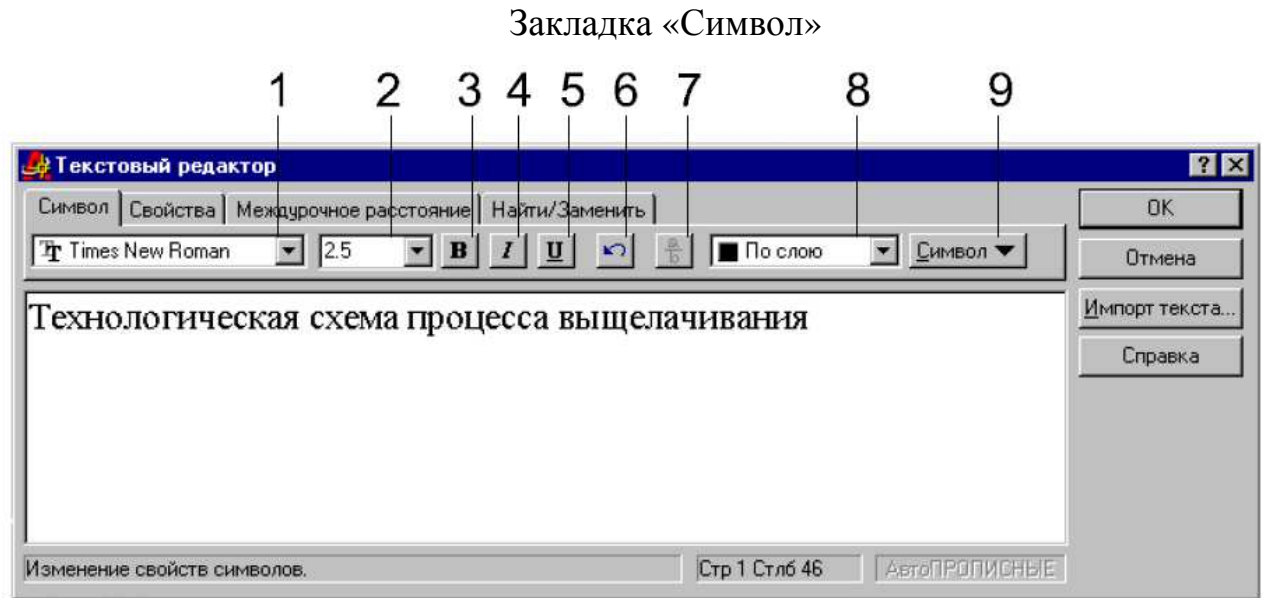 Закладка «Символ»
1 2 3 4 5 6 7 8 9
Текстовый редактор
Символ Свойства Междурочное расстояние Найти/Заменить
Times New Roman 2.5 B I U a b По слою Символ
OK
Отмена
Импорт текста...
Справка
Технологическая схема процесса выщелачивания
Изменение свойств символов. Стр 1 Стлб 46 АвтоПРОПИСНЫЕ